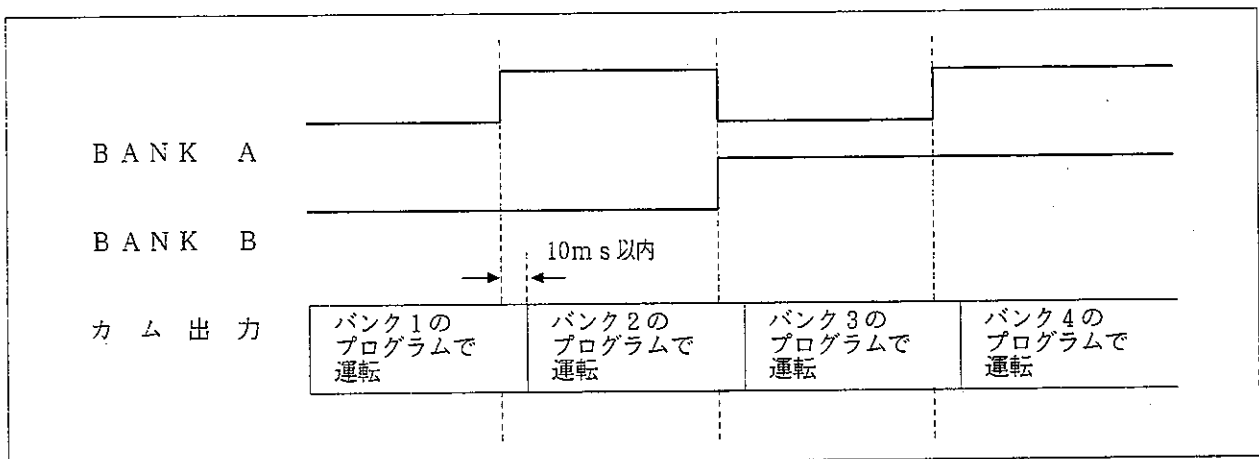 BANK A
BANK B
10ms以内
カム出力
バンク1の
プログラムで
運転
バンク2の
プログラムで
運転
バンク3の
プログラムで
運転
バンク4の
プログラムで
運転